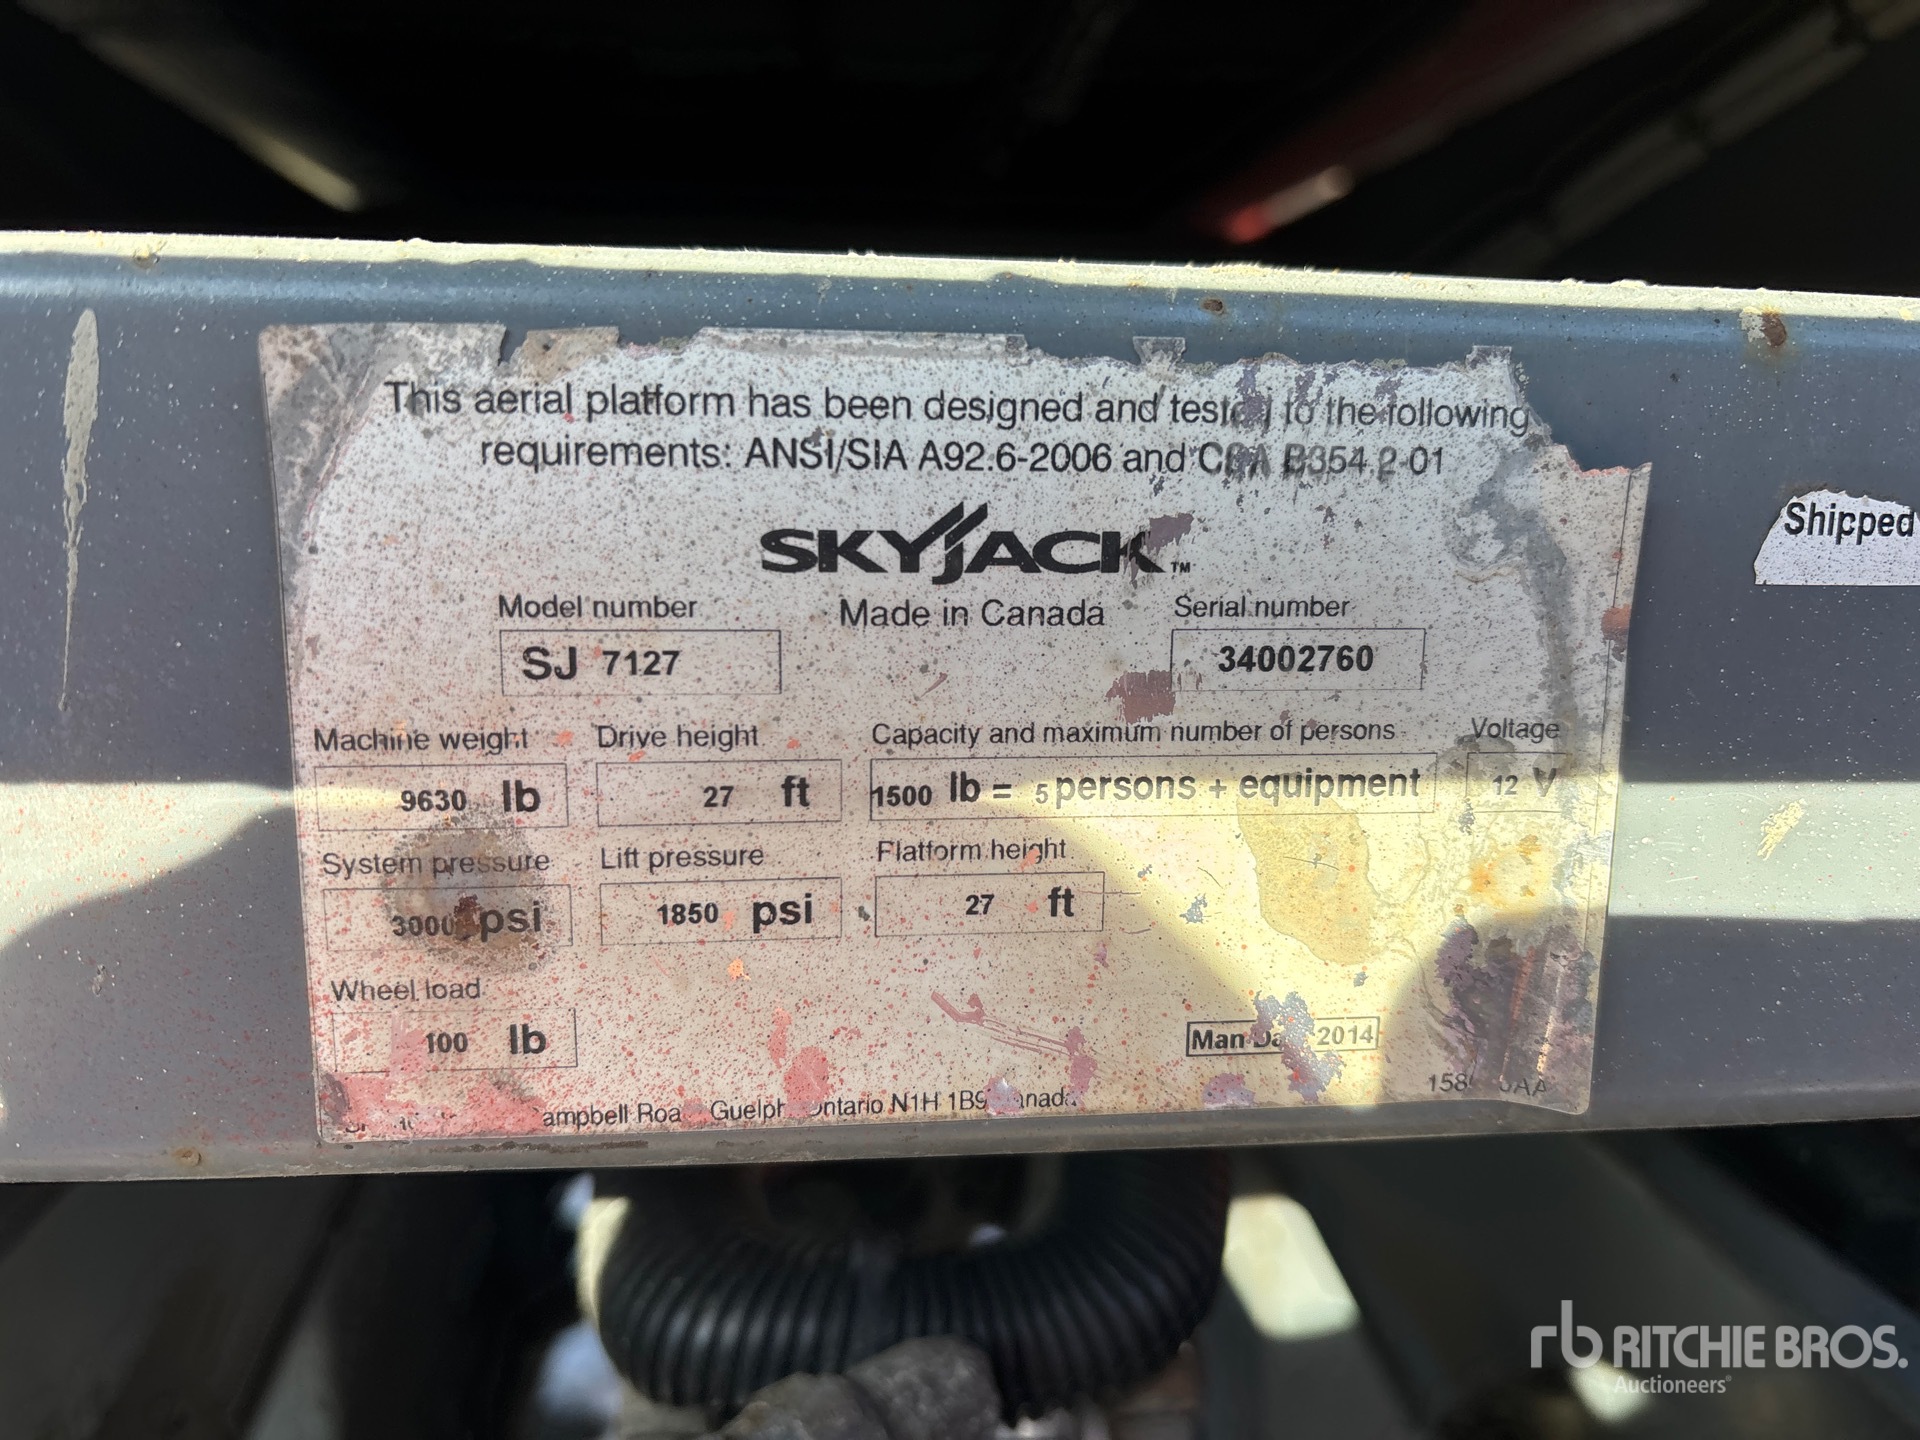 This aerial platform has been designed and tested to the following
requirements: ANSI/SIA A92.6-2006 and CSA B354.2-01
SKYJACK™
Model number Made in Canada Serial number
SJ 7127 34002760
Machine weight Drive height Capacity and maximum number of persons Voltage
9630 lb 27 ft 1500 lb = 5 persons + equipment 12 V
System pressure Lift pressure Platform height
3000 psi 1850 psi 27 ft
Wheel load
100 lb
Man 2014
Guelph Ontario N1H
Shipped
rb RITCHIE BROS.
Auctioneers